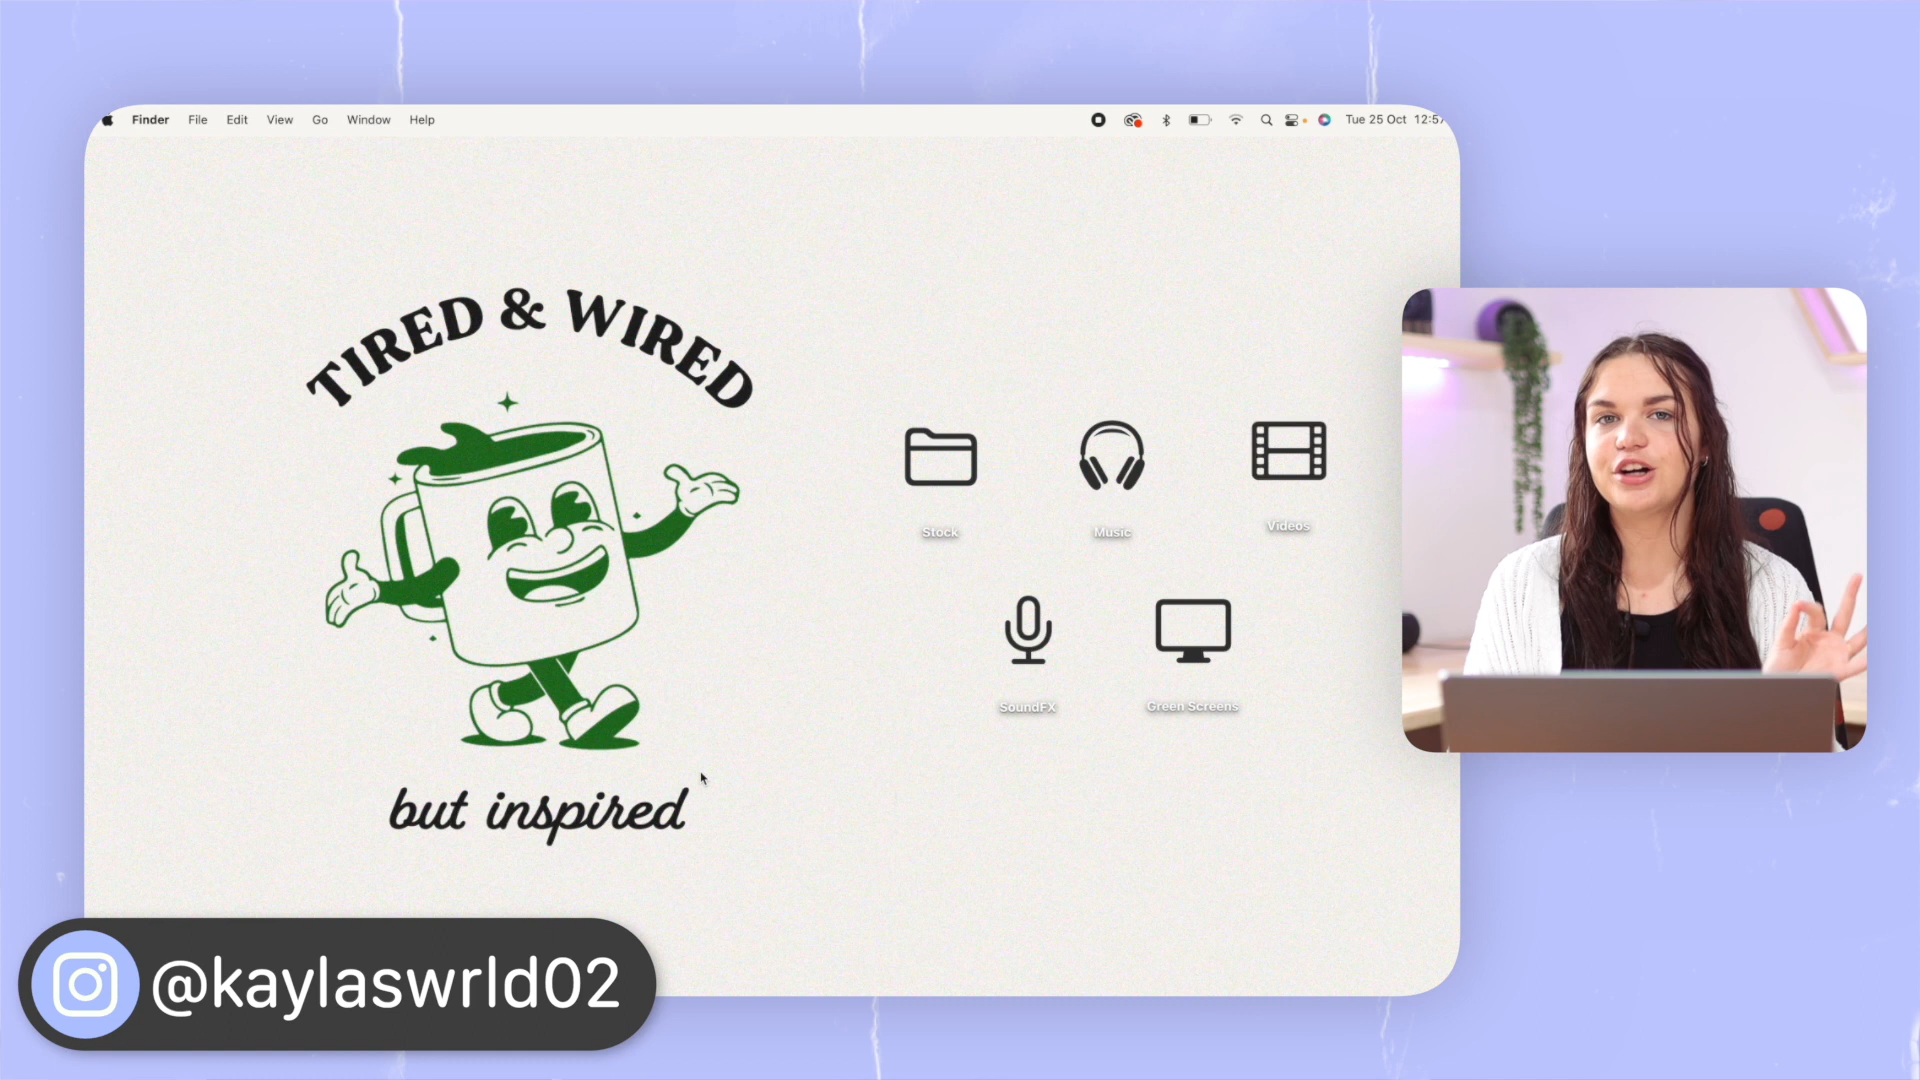 Finder File Edit View Go Window Help
Tue 25 Oct 12:57
TIRED & WIRED
but inspired
Stock
Music
Videos
SoundFX
Green Screens
@kaylaswrld02